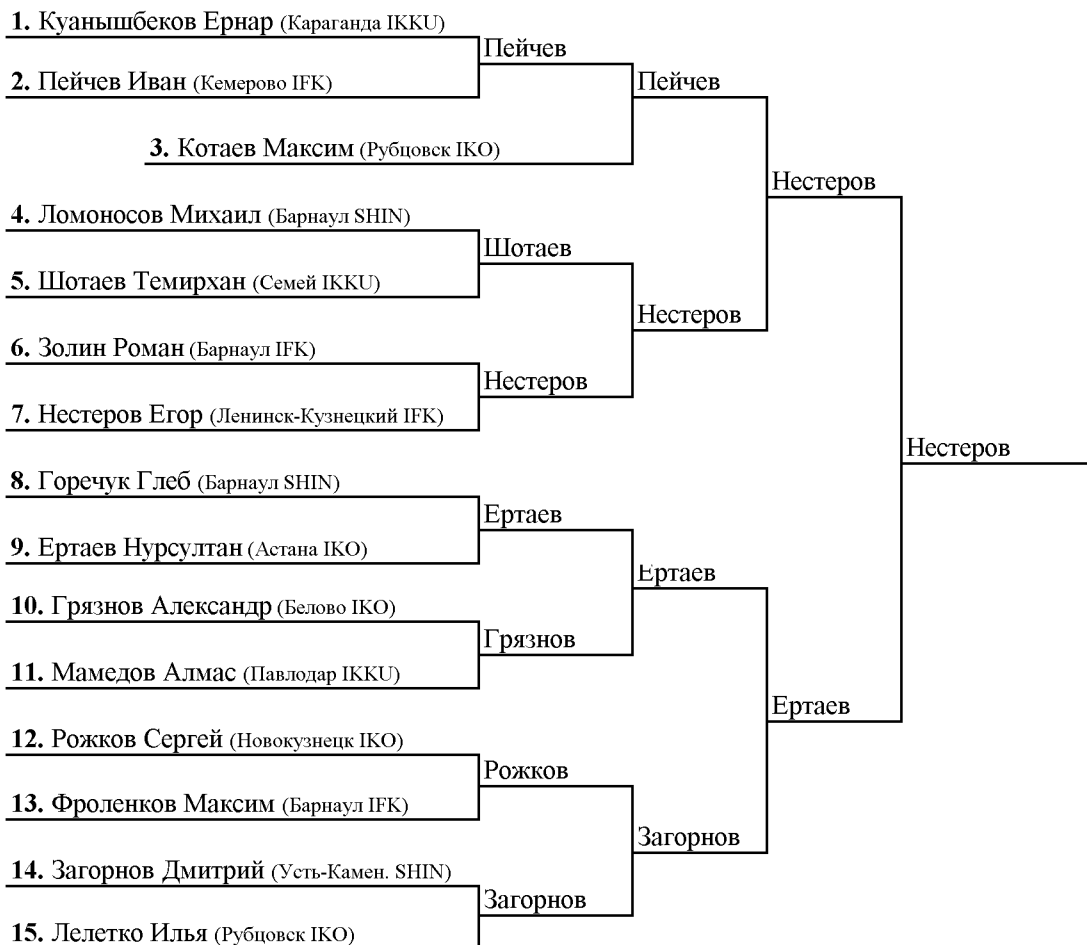 1. Куанышбеков Ернар (Караганда IKKU)
Пейчев
2. Пейчев Иван (Кемерово IFK)
Пейчев
3. Котаев Максим (Рубцовск IKO)
Нестеров
4. Ломоносов Михаил (Барнаул SHIN)
Шотаев
5. Шотаев Темирхан (Семей IKKU)
Нестеров
6. Золин Роман (Барнаул IFK)
Нестеров
7. Нестеров Егор (Ленинск-Кузнецкий IFK)
Нестеров
8. Горечук Глеб (Барнаул SHIN)
Ертаев
9. Ертаев Нурсултан (Астана IKO)
Ертаев
10. Грязнов Александр (Белово IKO)
Грязнов
11. Мамедов Алмас (Павлодар IKKU)
Ертаев
12. Рожков Сергей (Новокузнецк IKO)
Рожков
13. Фроленков Максим (Барнаул IFK)
Загорнов
14. Загорнов Дмитрий (Усть-Камен. SHIN)
Загорнов
15. Лелетко Илья (Рубцовск IKO)